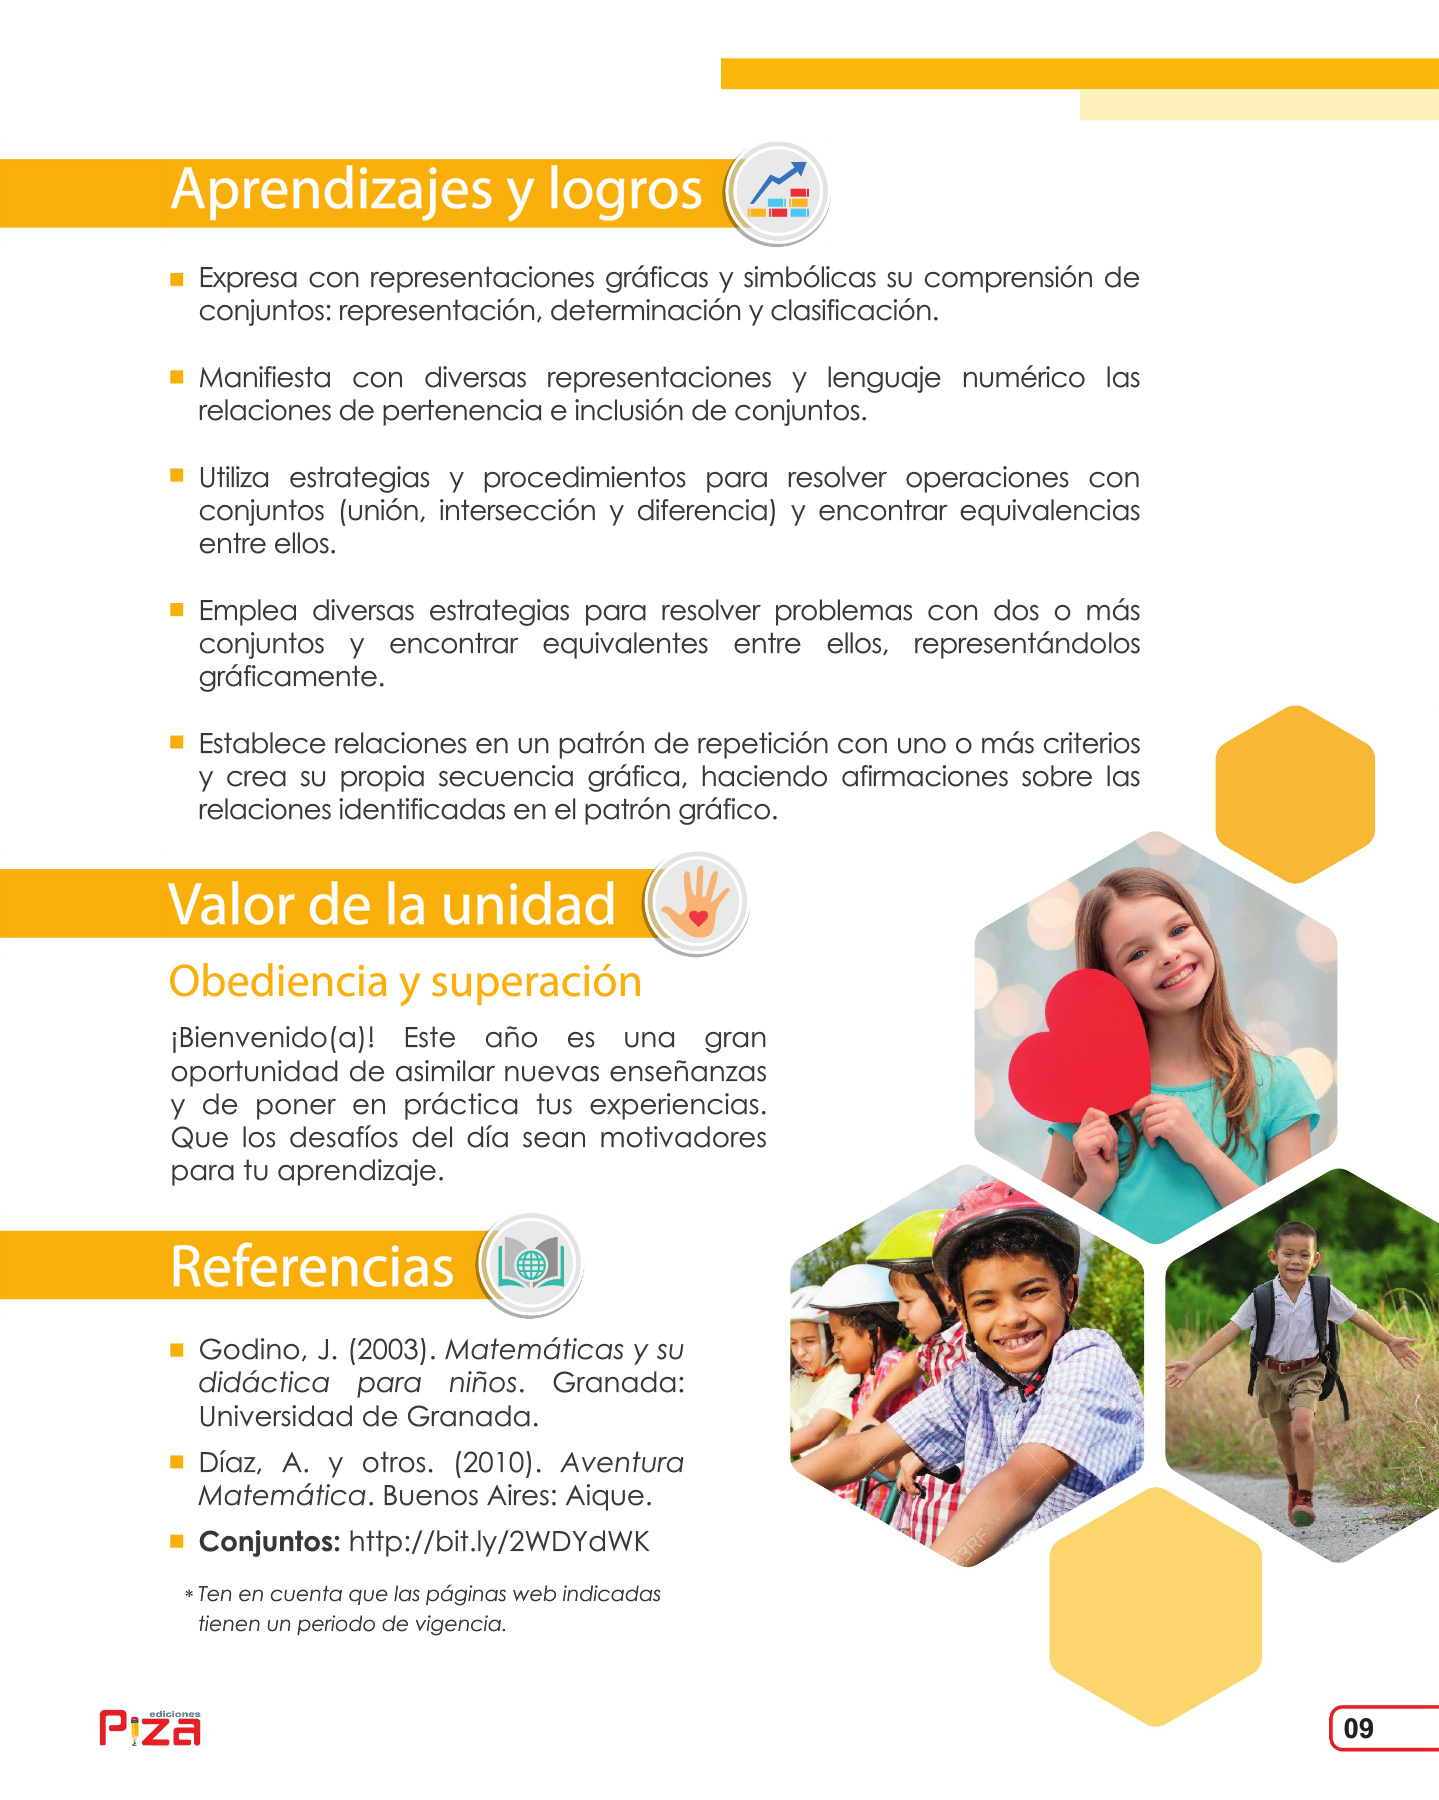 Aprendizajes y logros
Expresa con representaciones gráficas y simbólicas su comprensión de
conjuntos: representación, determinación y clasificación.
Manifiesta con diversas representaciones y lenguaje numérico las
relaciones de pertenencia e inclusión de conjuntos.
Utiliza estrategias y procedimientos para resolver operaciones con
conjuntos (unión, intersección y diferencia) y encontrar equivalencias
entre ellos.
Emplea diversas estrategias para resolver problemas con dos o más
conjuntos y encontrar equivalentes entre ellos, representándolos
gráficamente.
Establece relaciones en un patrón de repetición con uno o más criterios
y crea su propia secuencia gráfica, haciendo afirmaciones sobre las
relaciones identificadas en el patrón gráfico.
Valor de la unidad
Obediencia y superación
¡Bienvenido(a)! Este año es una gran
oportunidad de asimilar nuevas enseñanzas
y de poner en práctica tus experiencias.
Que los desafíos del día sean motivadores
para tu aprendizaje.
Referencias
Godino, J. (2003). Matemáticas y su
didáctica para niños. Granada:
Universidad de Granada.
Díaz, A. y otros. (2010). Aventura
Matemática. Buenos Aires: Aique.
Conjuntos: http://bit.ly/2WDYdWK
* Ten en cuenta que las páginas web indicadas
tienen un periodo de vigencia.
ediciones
Piza
09